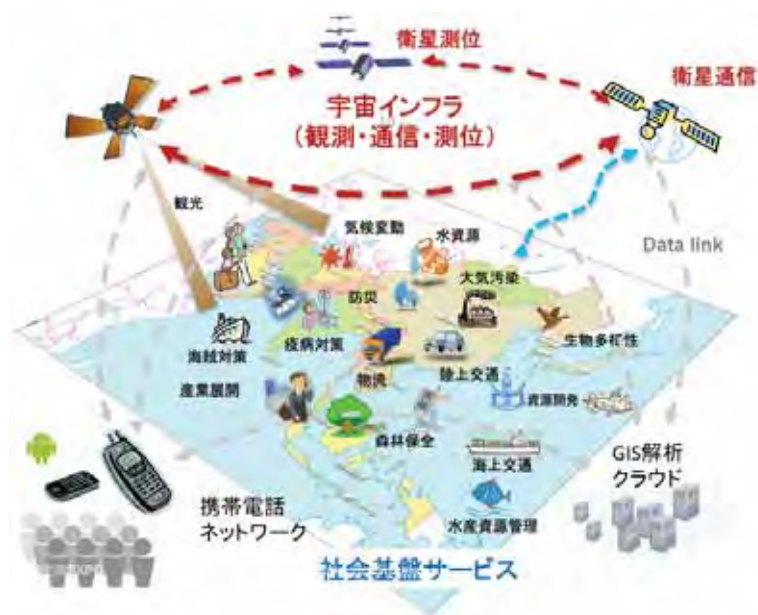 衛星測位
衛星通信
宇宙インフラ
(観測・通信・測位)
観光
気候変動
水資源
Data link
大気汚染
防災
生物多様性
海賊対策
疫病対策
物流
陸上交通
産業展開
資源開発
森林保全
海上交通
GIS解析
クラウド
携帯電話
ネットワーク
水産資源管理
社会基盤サービス